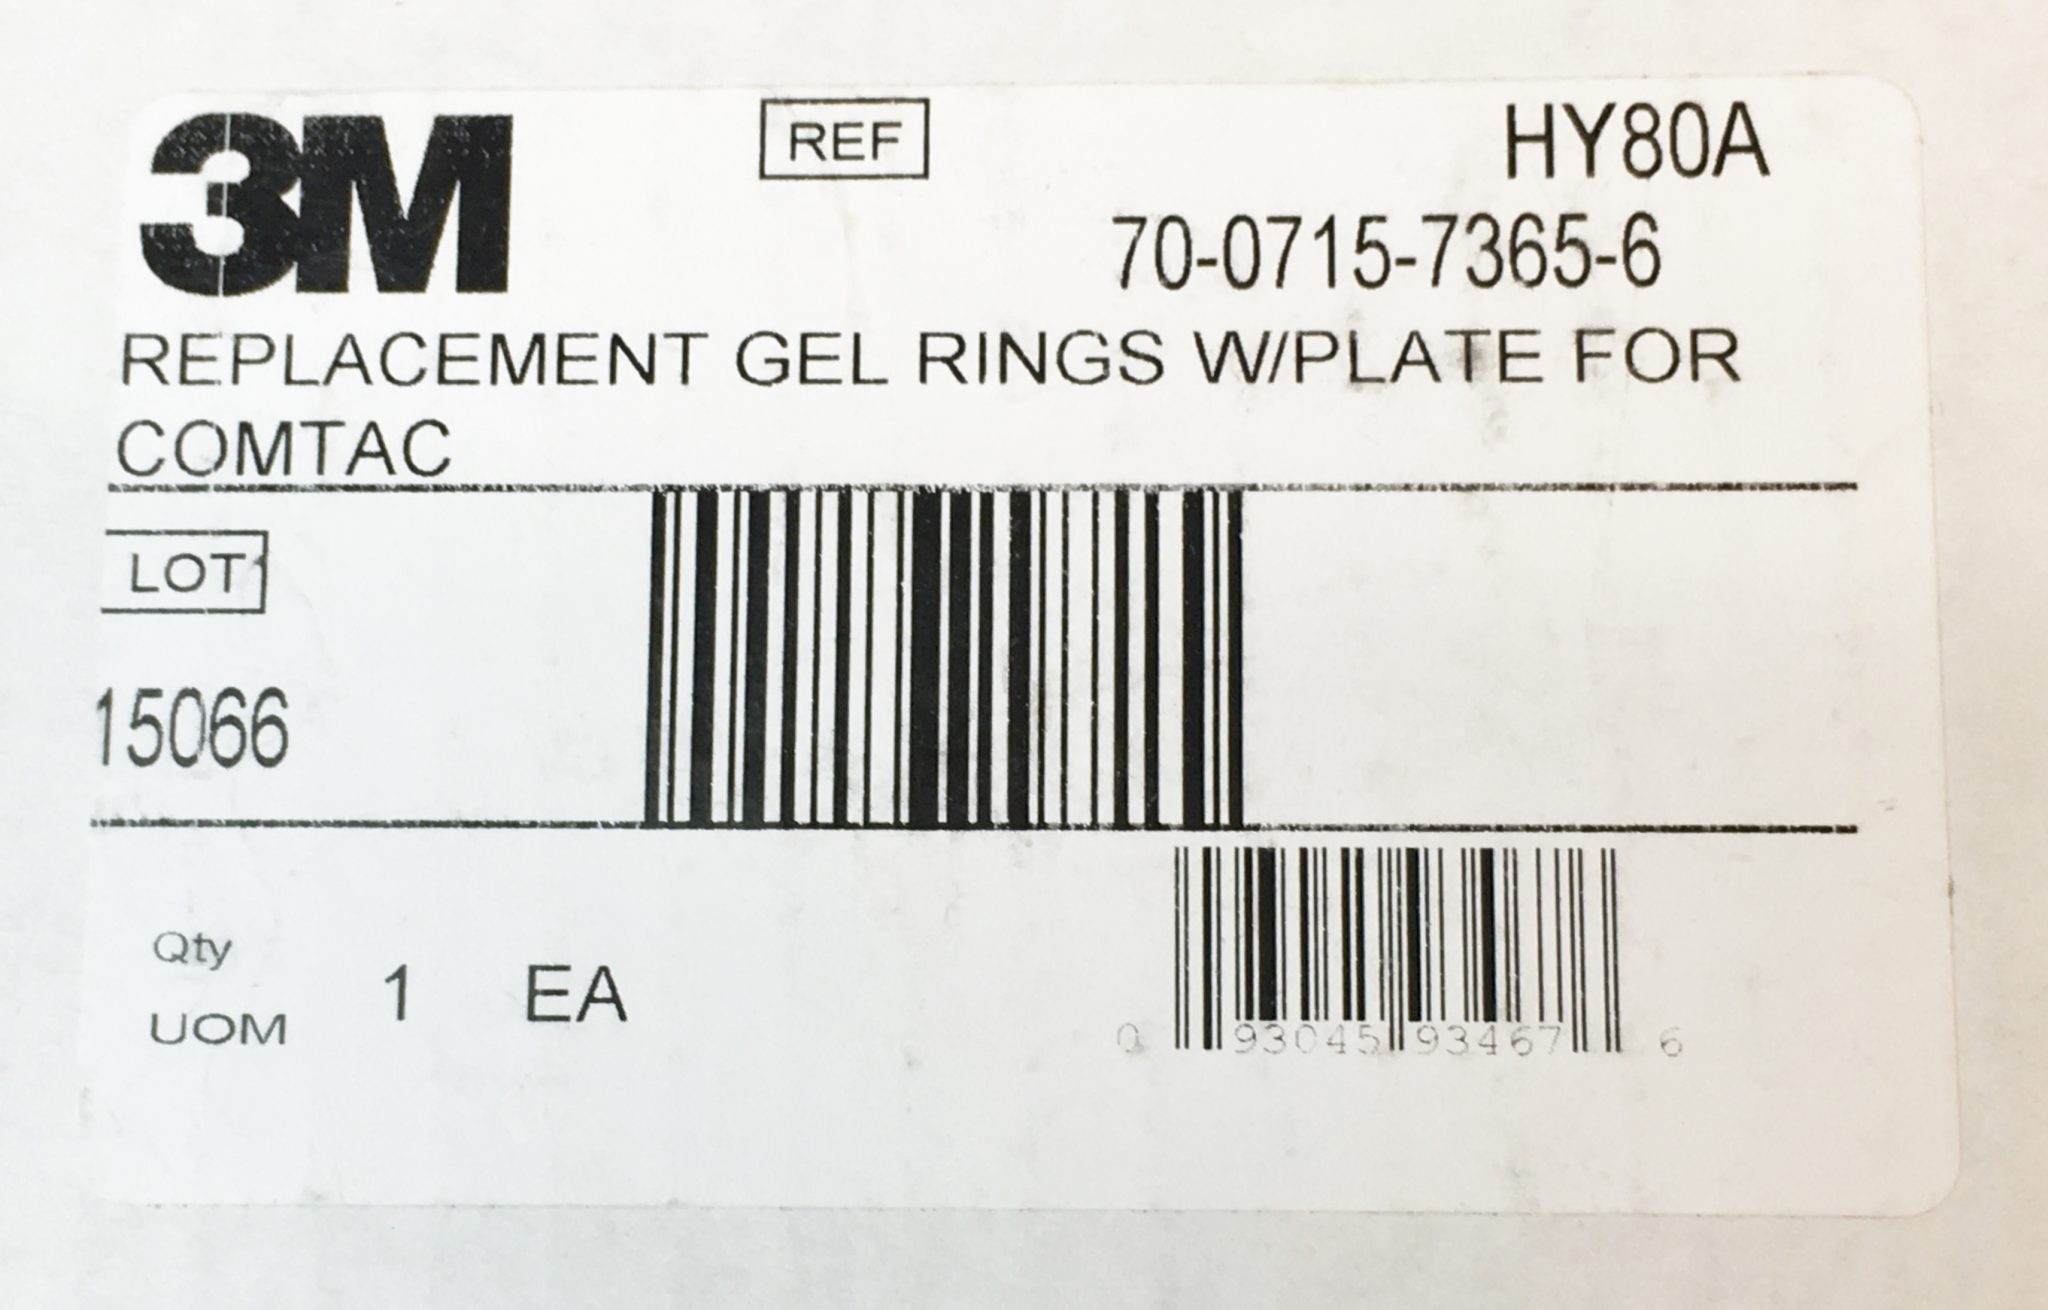 3M
REF
HY80A
70-0715-7365-6
REPLACEMENT GEL RINGS W/PLATE FOR
COMTAC
LOT
15066
Qty
UOM
1 EA
0 93045 93467 6